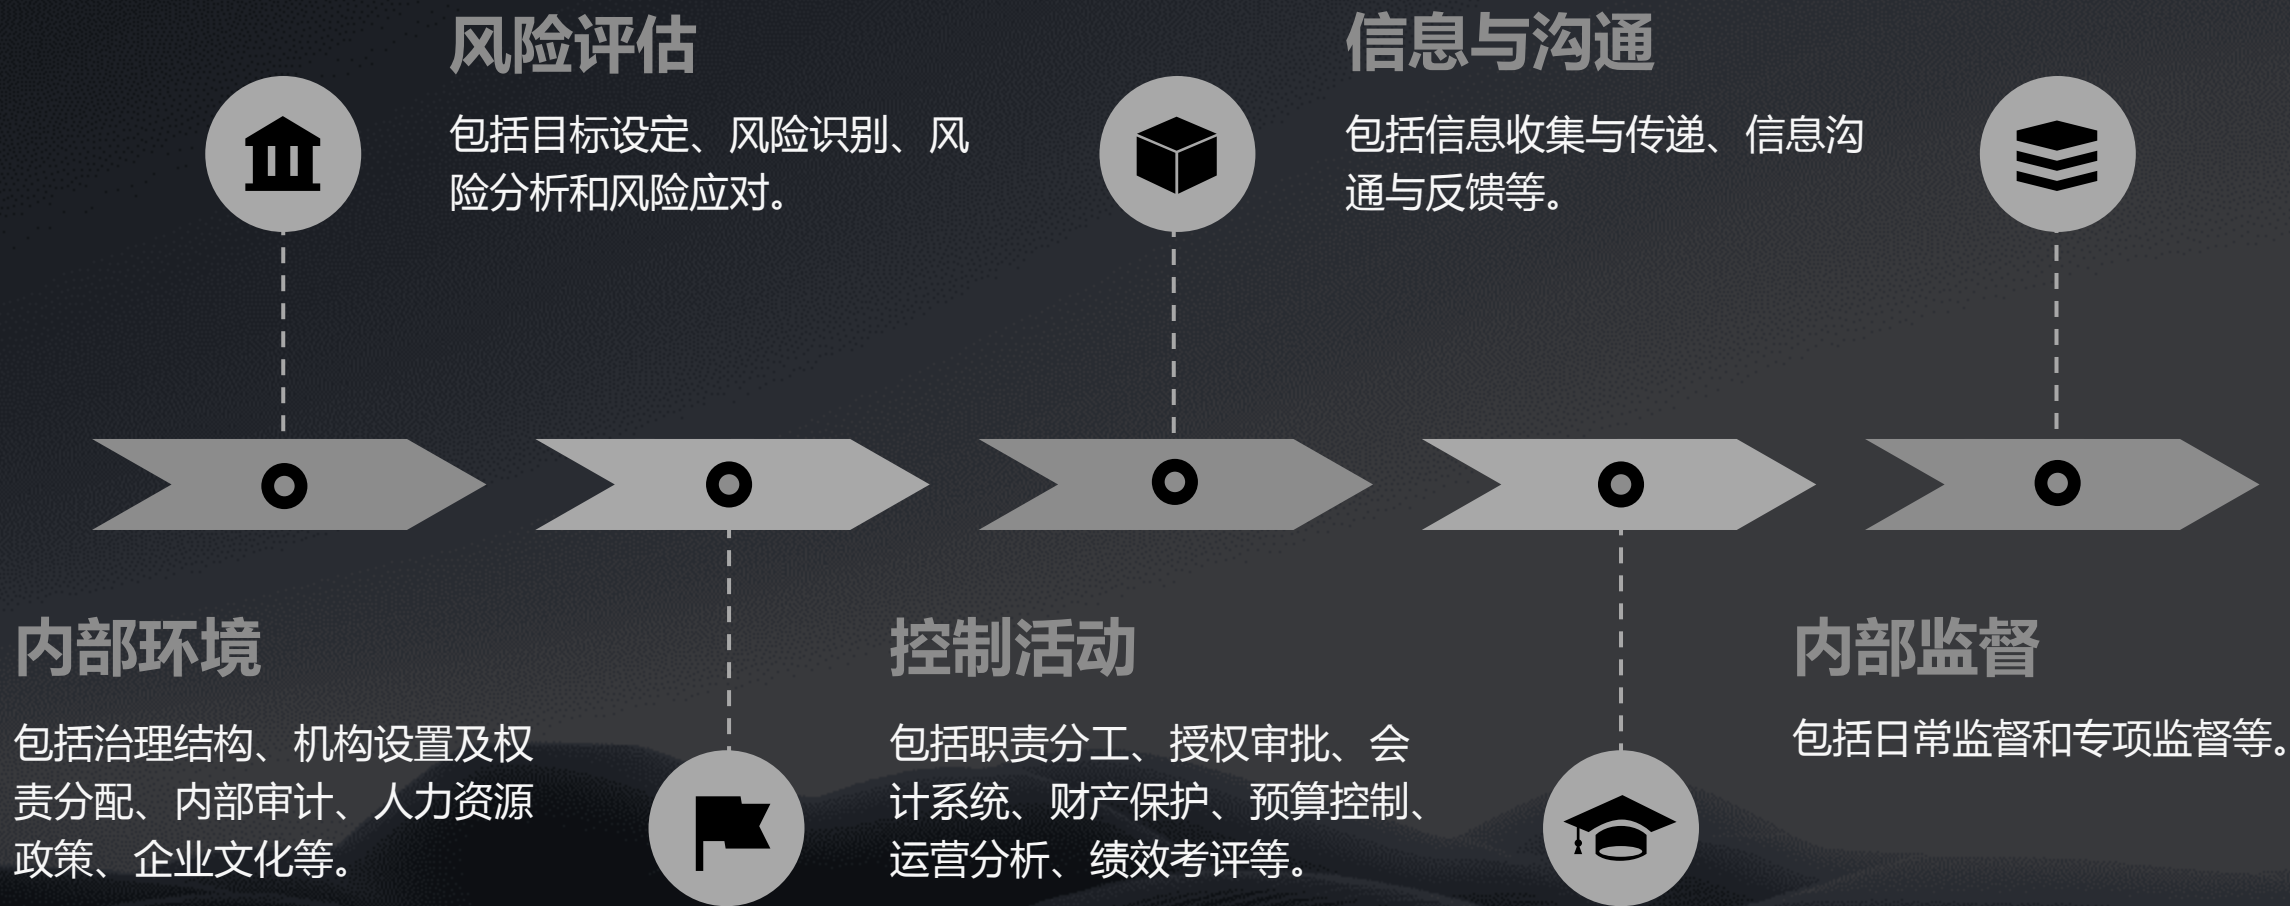 风险评估
包括目标设定、风险识别、风
险分析和风险应对。
信息与沟通
包括信息收集与传递、信息沟
通与反馈等。
内部环境
包括治理结构、机构设置及权
责分配、内部审计、人力资源
政策、企业文化等。
控制活动
包括职责分工、授权审批、会
计系统、财产保护、预算控制、
运营分析、绩效考评等。
内部监督
包括日常监督和专项监督等。